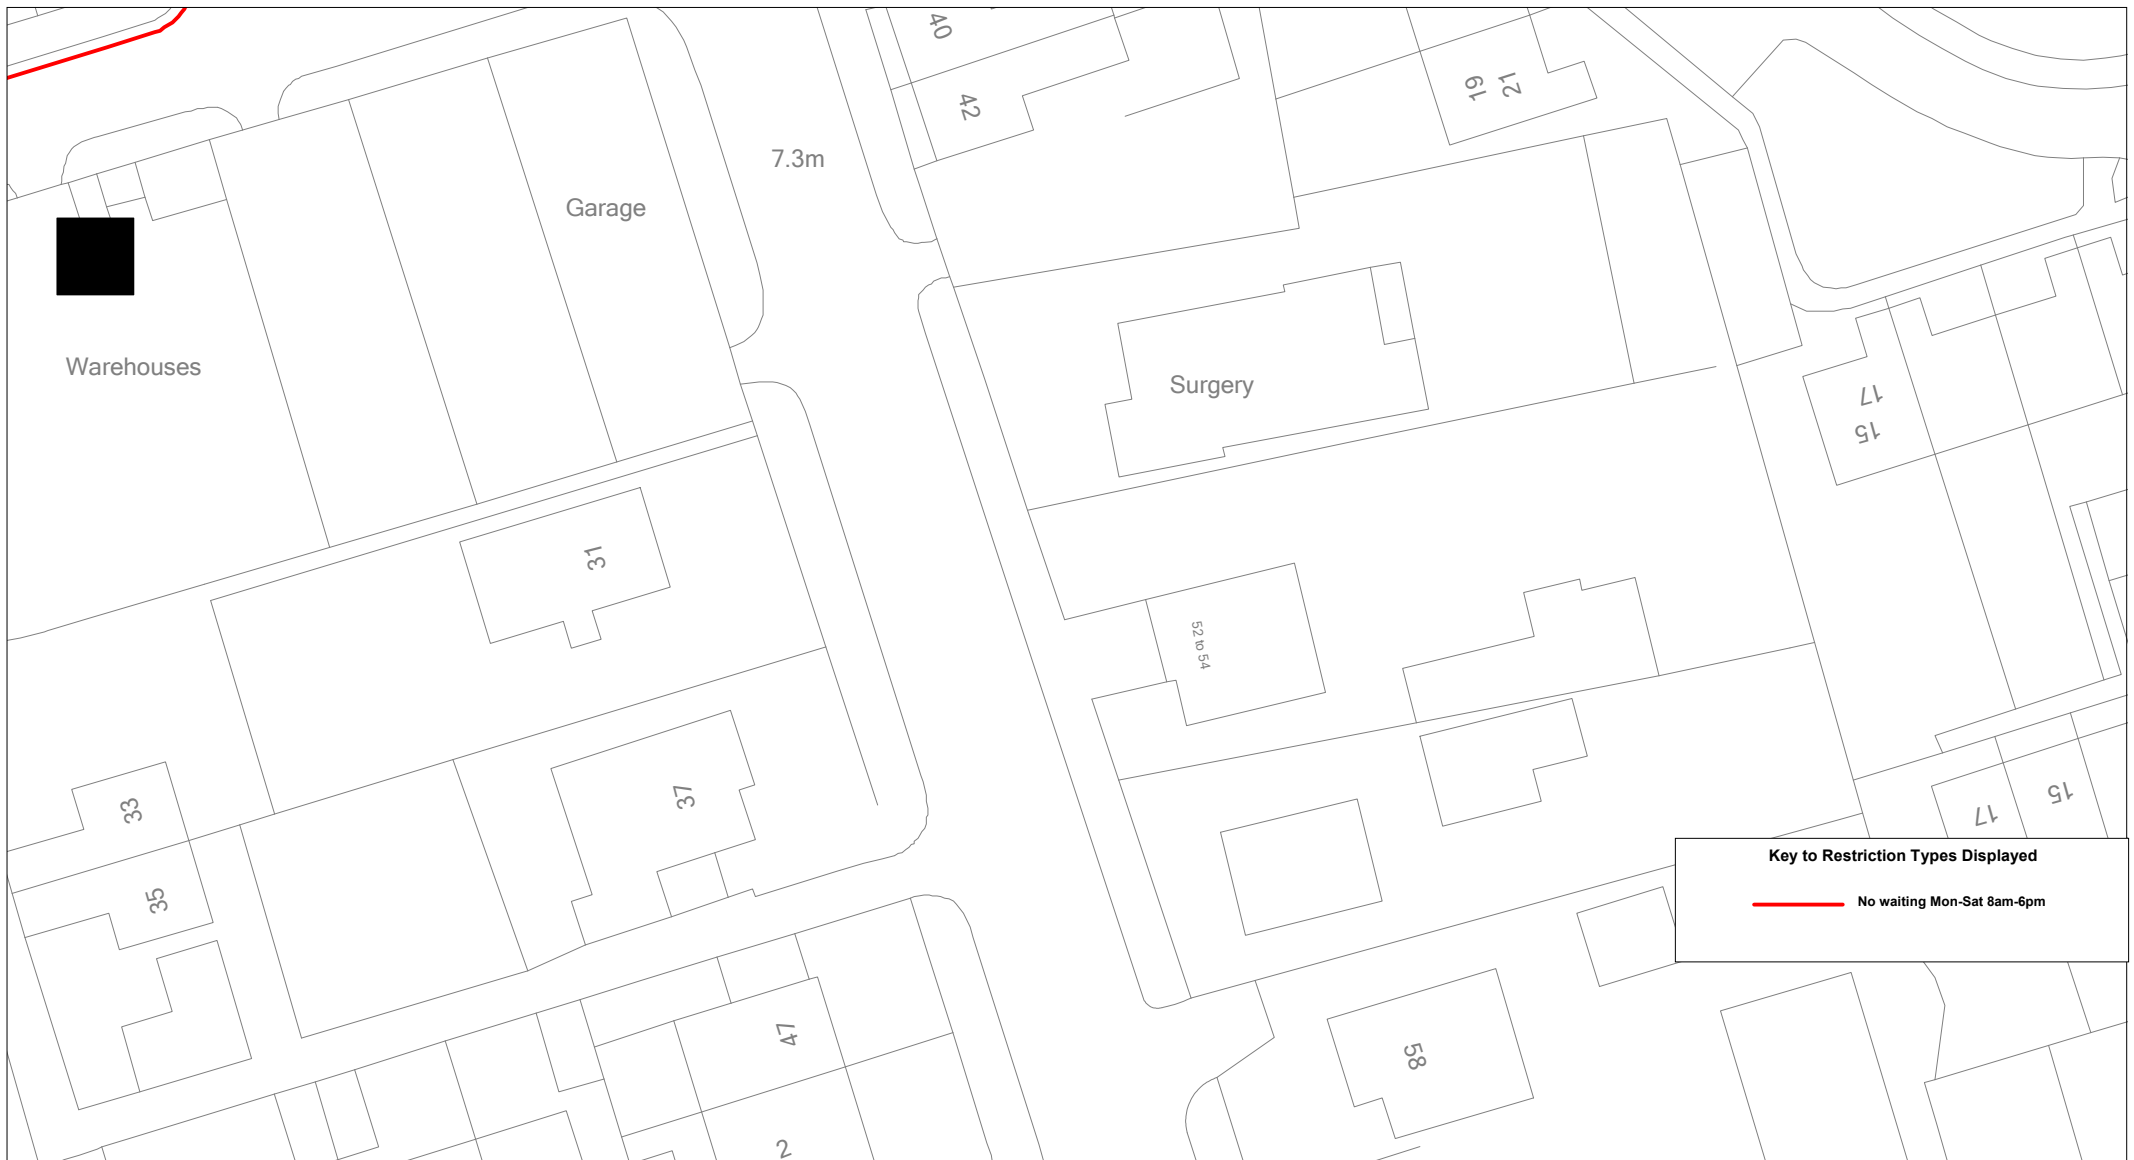 40
42
19
21
7.3m
Garage
Warehouses
Surgery
17
15
31
52 to 54
33
37
35
17
15
Key to Restriction Types Displayed
No waiting Mon-Sat 8am-6pm
47
58
2